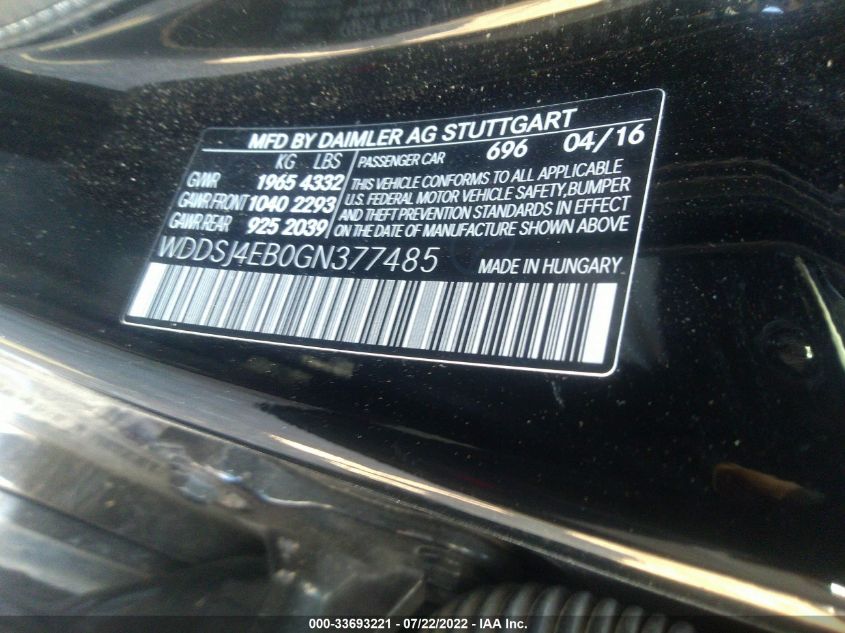 MFD BY DAIMLER AG STUTTGART
KG LBS PASSENGER CAR 696 04/16
GVWR 1965 4332 THIS VEHICLE CONFORMS TO ALL APPLICABLE
GAWR FRONT 1040 2293 U.S. FEDERAL MOTOR VEHICLE SAFETY, BUMPER
GAWR REAR 925 2039 AND THEFT PREVENTION STANDARDS IN EFFECT
ON THE DATE OF MANUFACTURE SHOWN ABOVE
WDDSJ4EB0GN377485 MADE IN HUNGARY
000-33693221 - 07/22/2022 - IAA Inc.